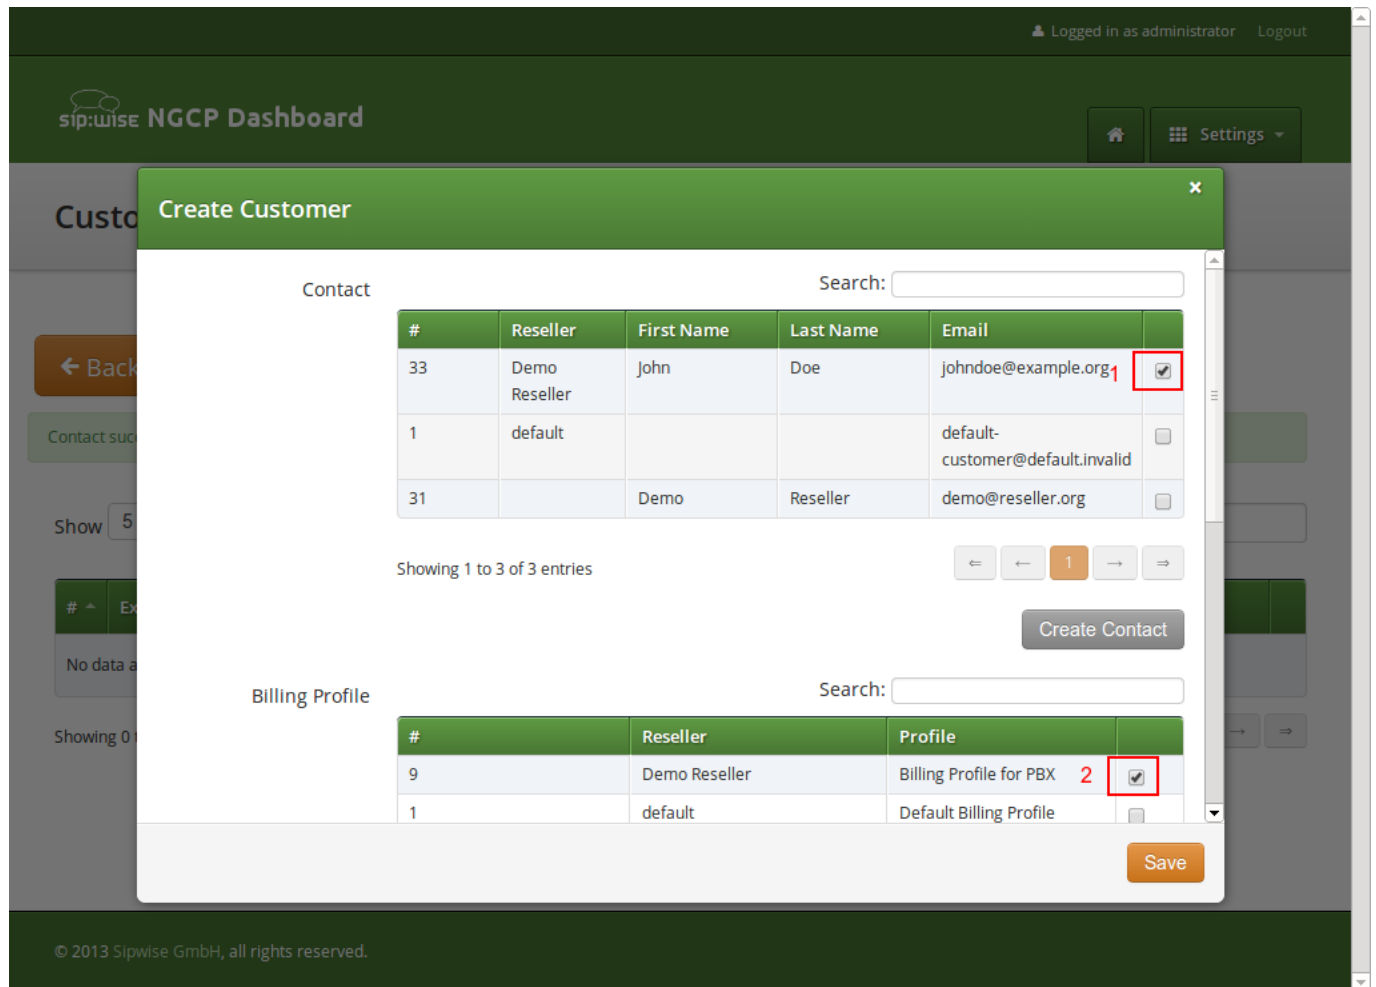 Logged in as administrator Logout
sip:wise NGCP Dashboard
Settings
Custo
Create Customer
×
← Back
Contact suc
Show 5
# Ex
No data a
Showing 0 t
Contact
Search:
# Reseller First Name Last Name Email
33 Demo Reseller John Doe johndoe@example.org 1
1 default default-customer@default.invalid
31 Demo Reseller demo@reseller.org
Showing 1 to 3 of 3 entries
⇐ ← 1 → ⇒
Create Contact
Billing Profile
Search:
# Reseller Profile
9 Demo Reseller Billing Profile for PBX 2
1 default Default Billing Profile
→ ⇒
Save
© 2013 Sipwise GmbH, all rights reserved.